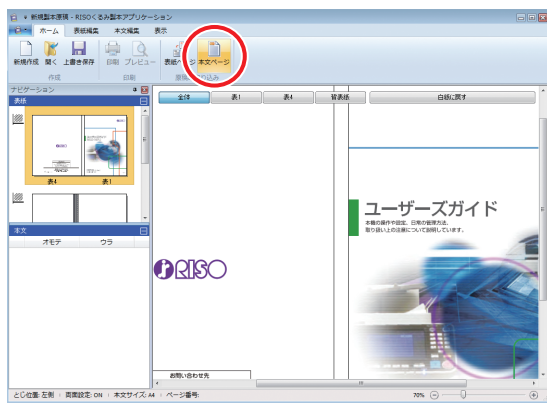 新規製本原稿 - RISOくるみ製本アプリケーション
ホーム 表紙編集 本文編集 表示
新規作成 開く 上書き保存 印刷 プレビュー 表紙ページ 本文ページ
作成 印刷 原稿取り込み
ナビゲーション
表紙
全体 表1 表4 背表紙 白紙に戻す
表4 表1
本文
オモテ ウラ
ユーザーズガイド
本機の操作や設定、日常の管理方法、
取り扱い上の注意について説明しています。
RISO
お問い合わせ先
とじ位置: 左側 両面設定: ON 本文サイズ: A4 ページ番号: 70%